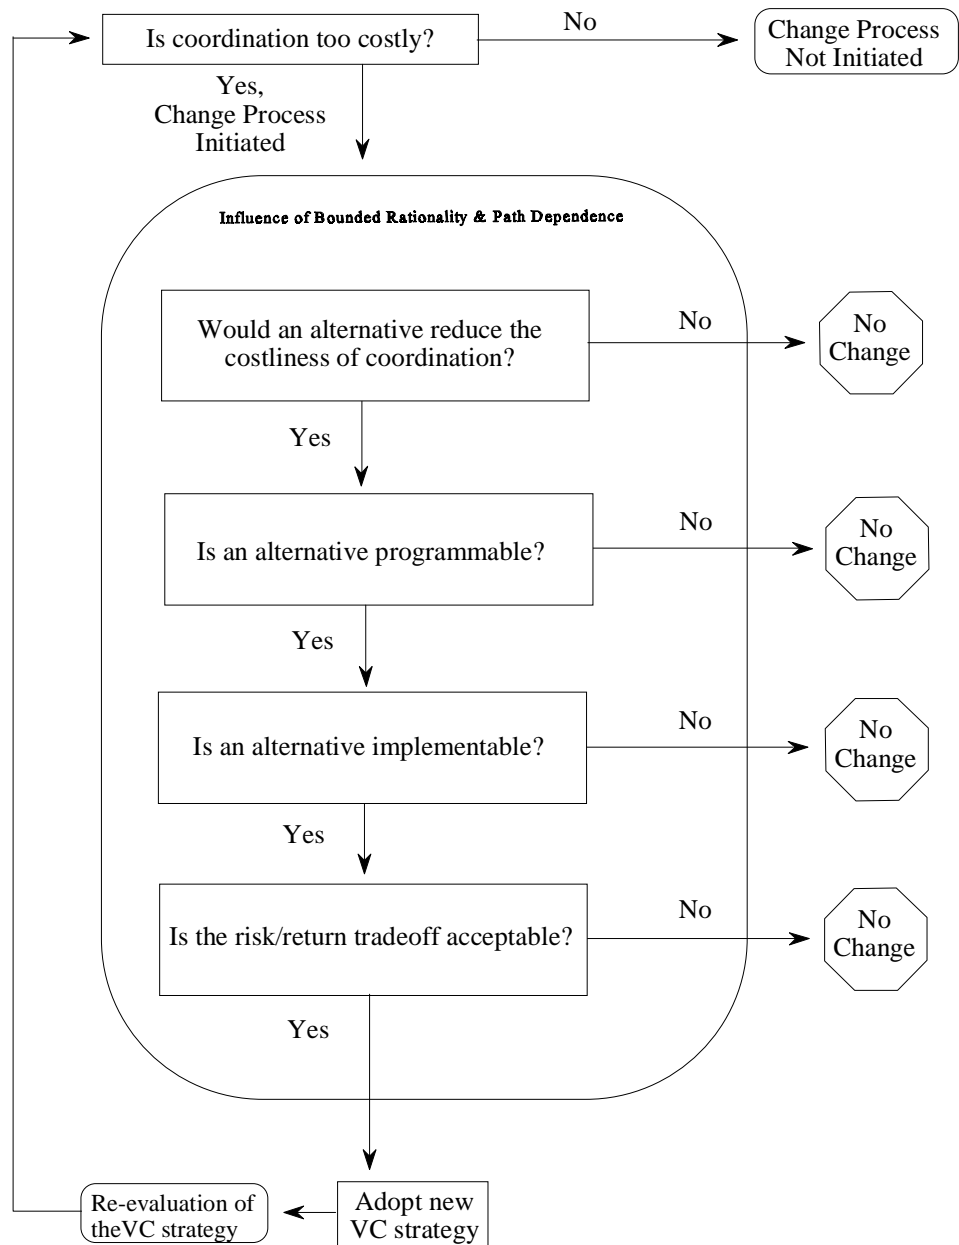 Is coordination too costly?
No
Change Process
Not Initiated
Yes,
Change Process
Initiated
Influence of Bounded Rationality & Path Dependence
Would an alternative reduce the
costliness of coordination?
No
No
Change
Yes
Is an alternative programmable?
No
No
Change
Yes
Is an alternative implementable?
No
No
Change
Yes
Is the risk/return tradeoff acceptable?
No
No
Change
Yes
Adopt new
VC strategy
Re-evaluation of
theVC strategy